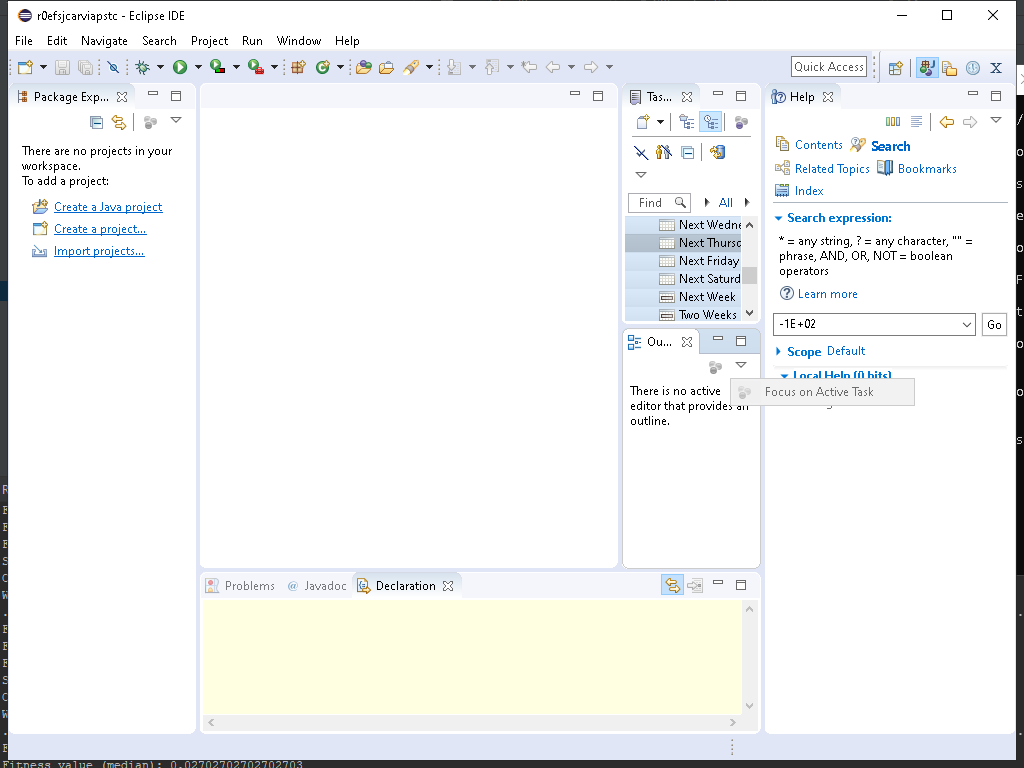 r0efsjcarviapstc - Eclipse IDE
File Edit Navigate Search Project Run Window Help
Quick Access
Package Exp...
There are no projects in your
workspace.
To add a project:
Create a Java project
Create a project...
Import projects...
Tas...
Find
All
Next Wedne
Next Thursd
Next Friday
Next Saturd
Next Week
Two Weeks
Ou...
There is no active
editor that provides an
outline.
Focus on Active Task
Help
Contents Search
Related Topics Bookmarks
Index
Search expression:
* = any string, ? = any character, "" =
phrase, AND, OR, NOT = boolean
operators
Learn more
-1E+02
Go
Scope Default
Local Help (0 hits)
Problems @ Javadoc Declaration
Fitness value (median): 0.02702702702702703